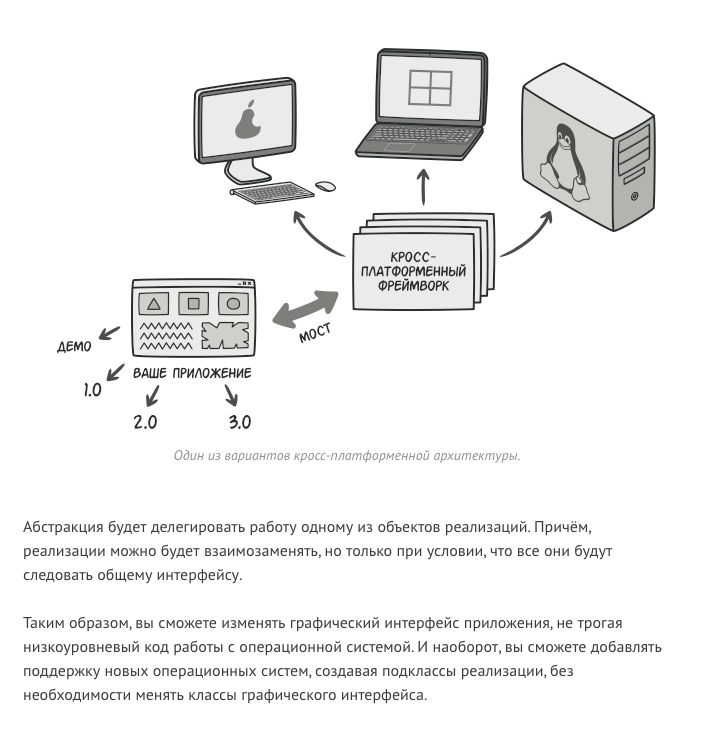 КРОСС-
ПЛАТФОРМЕННЫЙ
ФРЕЙМВОРК
МОСТ
ДЕМО
ВАШЕ ПРИЛОЖЕНИЕ
1.0
2.0
3.0
Один из вариантов кросс-платформенной архитектуры.
Абстракция будет делегировать работу одному из объектов реализаций. Причём,
реализации можно будет взаимозаменять, но только при условии, что все они будут
следовать общему интерфейсу.
Таким образом, вы сможете изменять графический интерфейс приложения, не трогая
низкоуровневый код работы с операционной системой. И наоборот, вы сможете добавлять
поддержку новых операционных систем, создавая подклассы реализации, без
необходимости менять классы графического интерфейса.